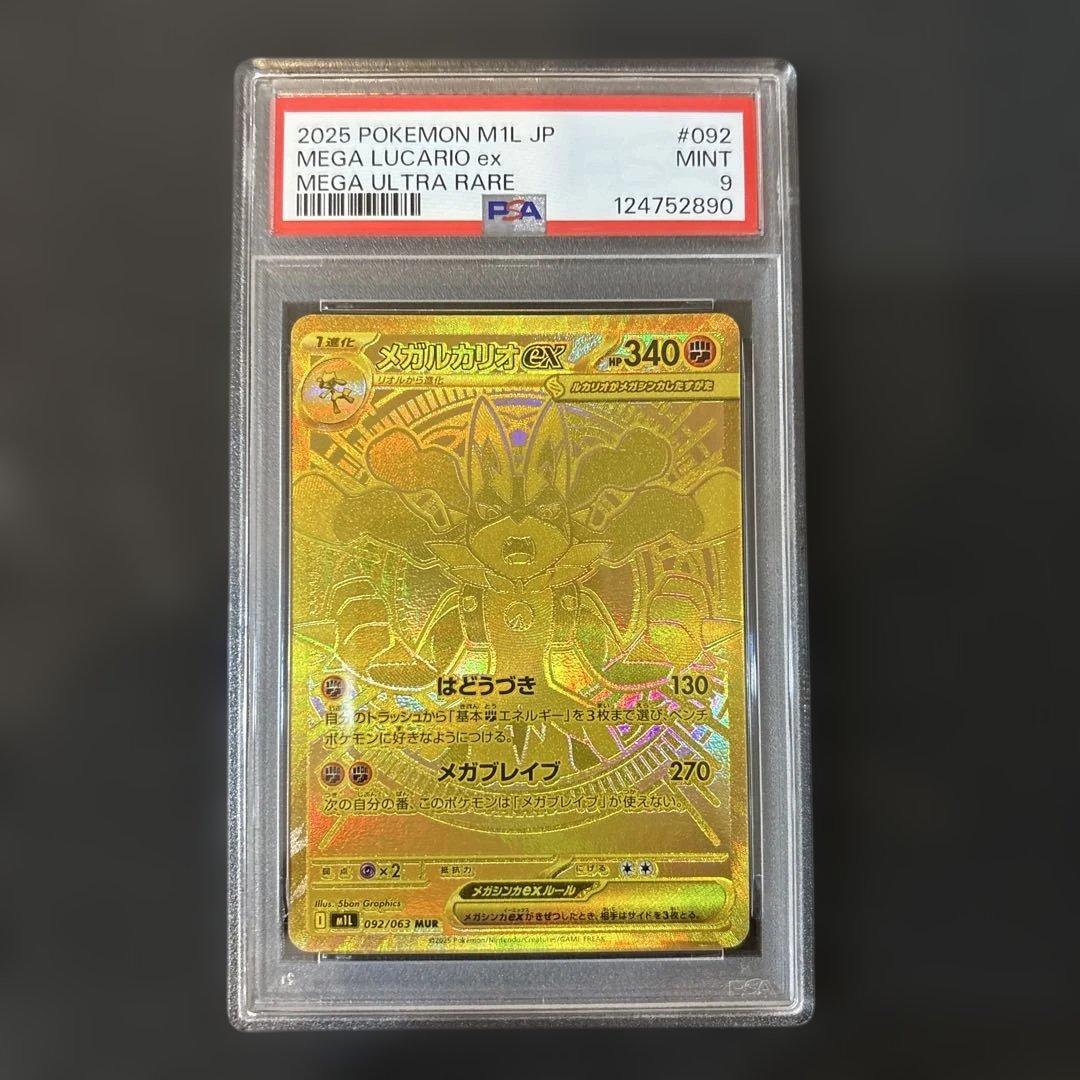 2025 POKEMON M1L JP #092
MEGA LUCARIO ex MINT
MEGA ULTRA RARE 9
PSA 124752890
1進化 メガルカリオex HP340
リオルから進化 ルカリオがメガシンカしたすがた
はどうづき 130
自分のトラッシュから「基本エネルギー」を3枚まで選び、ベンチ
ポケモンに好きなようにつける。
メガブレイブ 270
次の自分の番、このポケモンは「メガブレイブ」が使えない。
弱点 ×2 抵抗力 にげる
メガシンカexルール
Illus. 5ban Graphics
メガシンカexがきぜつしたとき、相手はサイドを3枚とる。
I M1L 092/063 MUR
©2025 Pokémon/Nintendo/Creatures/GAME FREAK
PSA